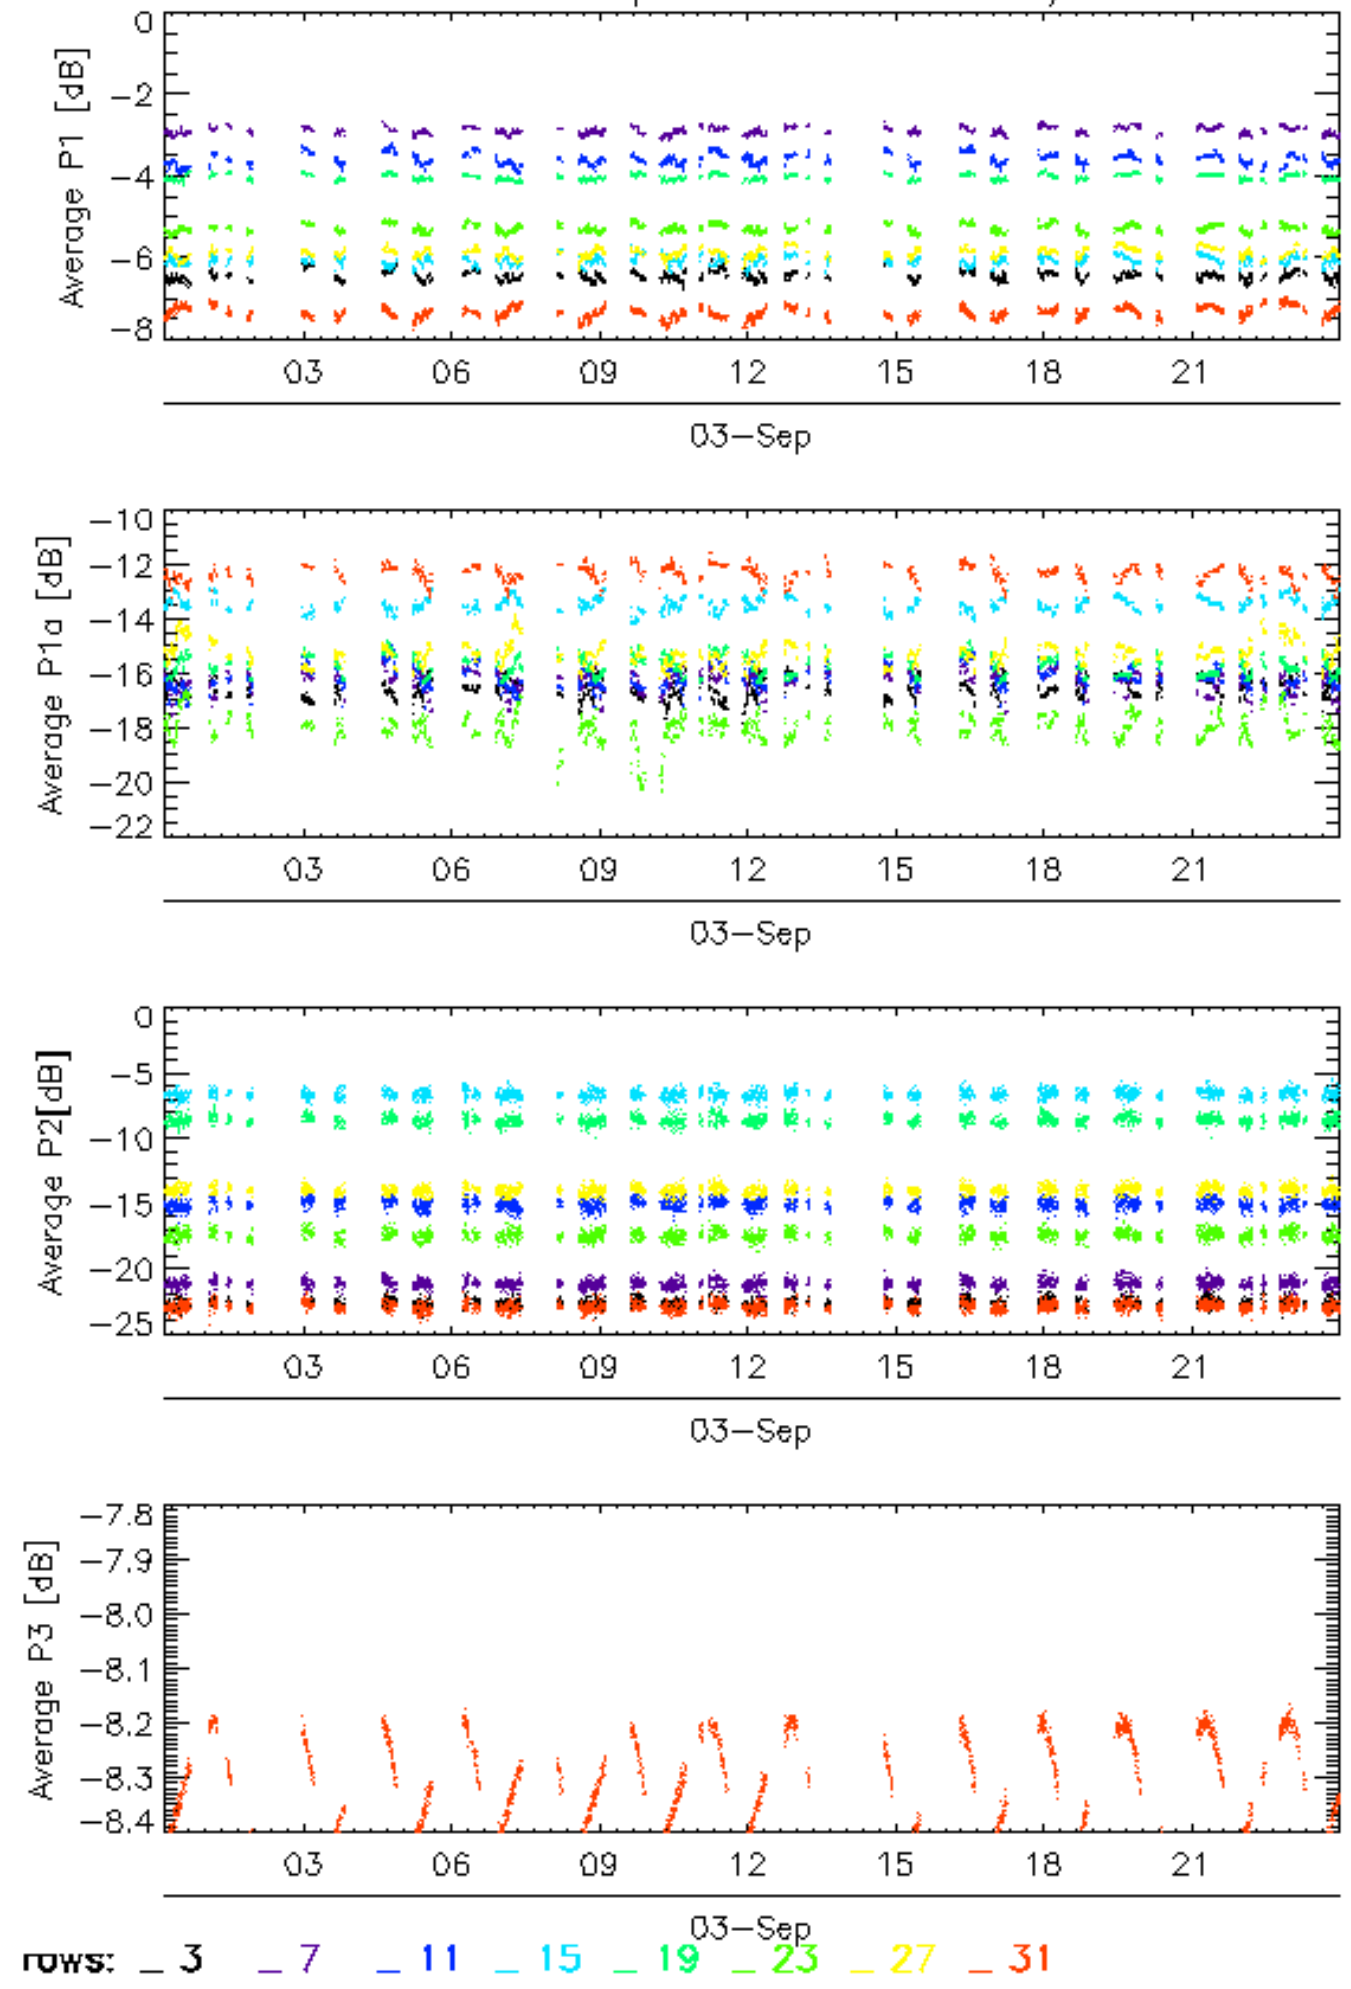 0
-2
-4
-6
-8
Average P1 [dB]
03 06 09 12 15 18 21
03-Sep
-10
-12
-14
-16
-18
-20
-22
Average P1a [dB]
03 06 09 12 15 18 21
03-Sep
0
-5
-10
-15
-20
-25
Average P2[dB]
03 06 09 12 15 18 21
03-Sep
-7.8
-7.9
-8.0
-8.1
-8.2
-8.3
-8.4
Average P3 [dB]
03 06 09 12 15 18 21
03-Sep
rows: _ 3 _ 7 _ 11 _ 15 _ 19 _ 23 _ 27 _ 31